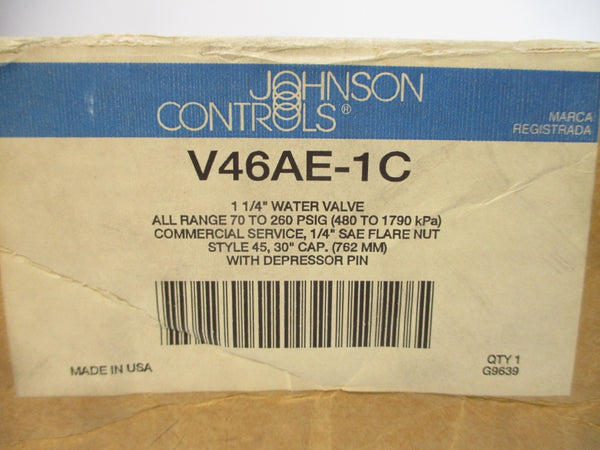 JOHNSON
CONTROLS®
MARCA
REGISTRADA
V46AE-1C
1 1/4" WATER VALVE
ALL RANGE 70 TO 260 PSIG (480 TO 1790 kPa)
COMMERCIAL SERVICE, 1/4" SAE FLARE NUT
STYLE 45, 30" CAP. (762 MM)
WITH DEPRESSOR PIN
MADE IN USA
QTY 1
G9639